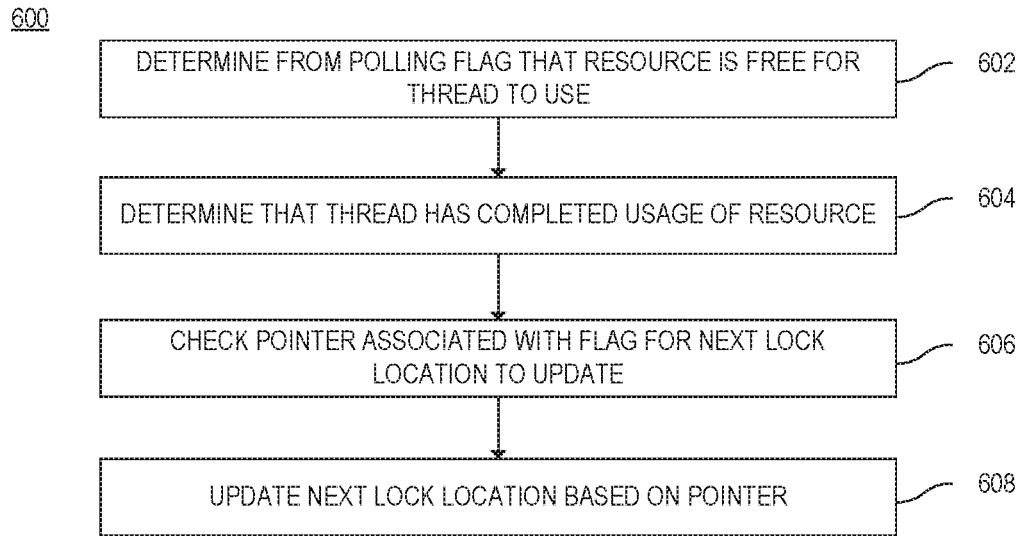 600
DETERMINE FROM POLLING FLAG THAT RESOURCE IS FREE FOR
THREAD TO USE
602
DETERMINE THAT THREAD HAS COMPLETED USAGE OF RESOURCE
604
CHECK POINTER ASSOCIATED WITH FLAG FOR NEXT LOCK
LOCATION TO UPDATE
606
UPDATE NEXT LOCK LOCATION BASED ON POINTER
608